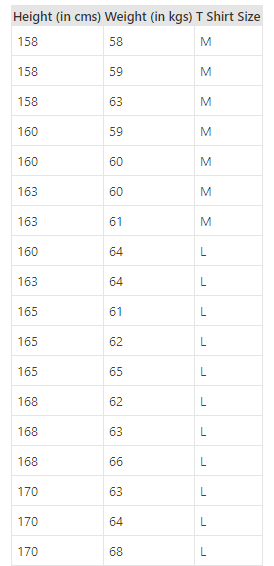 Height (in cms) Weight (in kgs) T Shirt Size
158 58 M
158 59 M
158 63 M
160 59 M
160 60 M
163 60 M
163 61 M
160 64 L
163 64 L
165 61 L
165 62 L
165 65 L
168 62 L
168 63 L
168 66 L
170 63 L
170 64 L
170 68 L